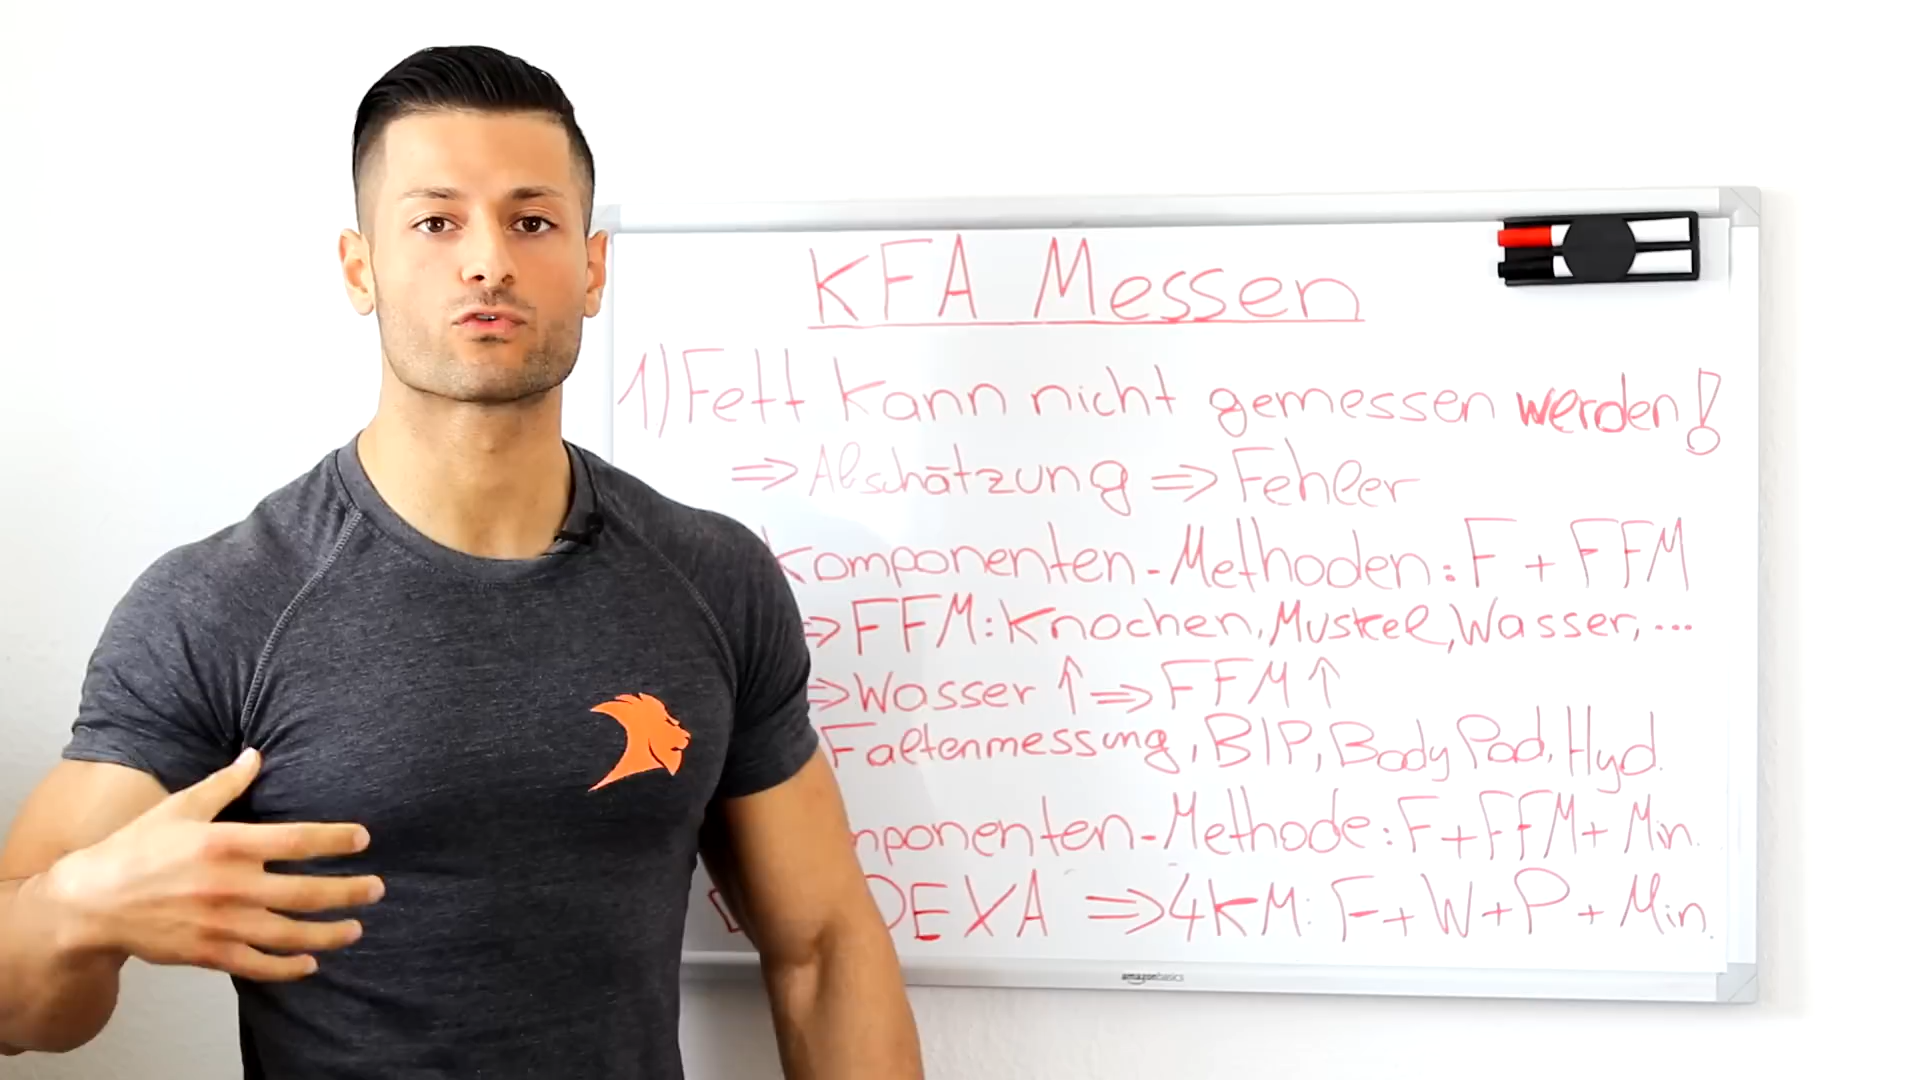 KFA Messen
1) Fett kann nicht gemessen werden!
⇒ Abschätzung ⇒ Fehler
Komponenten-Methoden: F + FFM
⇒ FFM: Knochen, Muskel, Wasser, ...
⇒ Wasser ↑ ⇒ FFM ↑
Faltenmessung, BIP, Body Pod, Hyd.
mponenten-Methode: F + FFM + Min.
DEXA ⇒ 4KM: F + W + P + Min.
amazonbasics